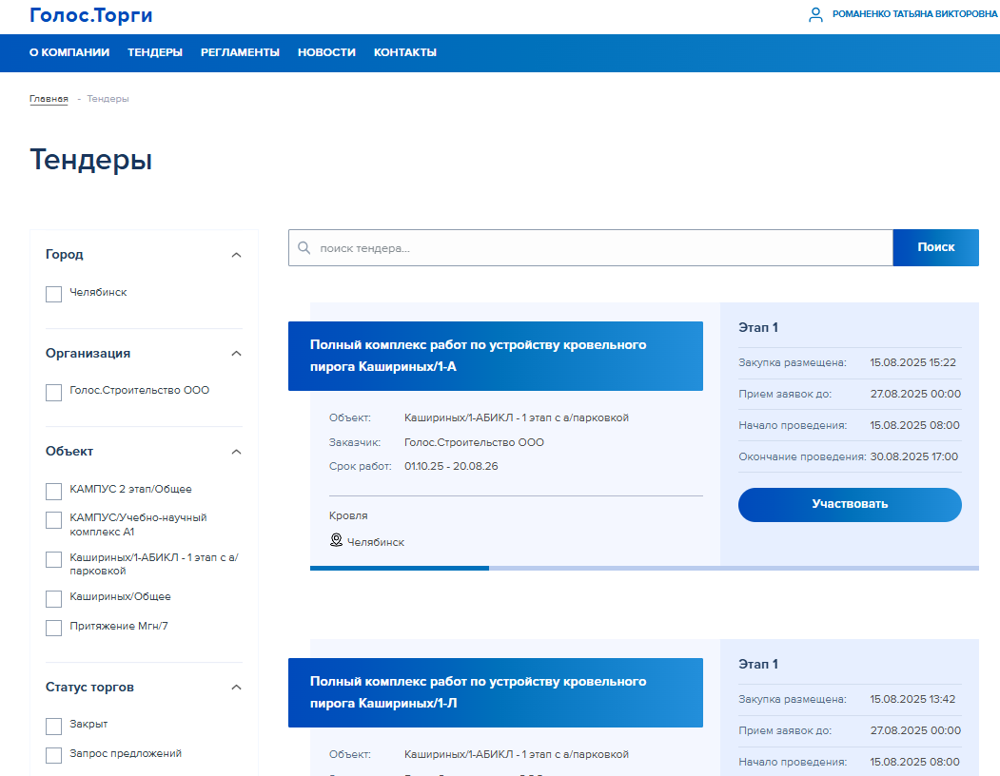 Голос.Торги
РОМАНЕНКО ТАТЬЯНА ВИКТОРОВНА
О КОМПАНИИ ТЕНДЕРЫ РЕГЛАМЕНТЫ НОВОСТИ КОНТАКТЫ
Главная - Тендеры
Тендеры
Город
Челябинск
Организация
Голос.Строительство ООО
Объект
КАМПУС 2 этап/Общее
КАМПУС/Учебно-научный
комплекс А1
Кашириных/1-АБИКЛ - 1 этап с а/
парковкой
Кашириных/Общее
Притяжение Мгн/7
Статус торгов
Закрыт
Запрос предложений
поиск тендера...
Поиск
Полный комплекс работ по устройству кровельного
пирога Кашириных/1-А
Объект: Кашириных/1-АБИКЛ - 1 этап с а/парковкой
Заказчик: Голос.Строительство ООО
Срок работ: 01.10.25 - 20.08.26
Кровля
Челябинск
Этап 1
Закупка размещена: 15.08.2025 15:22
Прием заявок до: 27.08.2025 00:00
Начало проведения: 15.08.2025 08:00
Окончание проведения: 30.08.2025 17:00
Участвовать
Полный комплекс работ по устройству кровельного
пирога Кашириных/1-Л
Объект: Кашириных/1-АБИКЛ - 1 этап с а/парковкой
Этап 1
Закупка размещена: 15.08.2025 13:42
Прием заявок до: 27.08.2025 00:00
Начало проведения: 15.08.2025 08:00